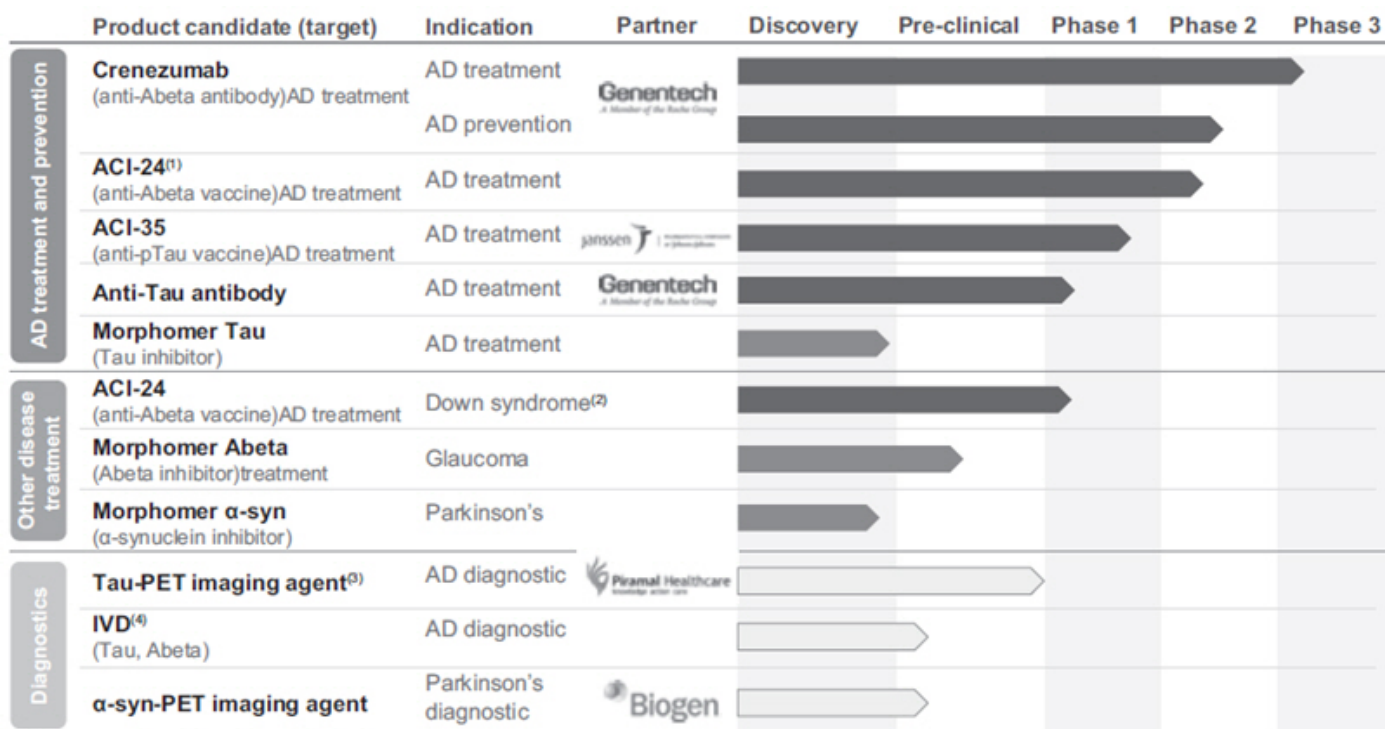 Product candidate (target) Indication Partner Discovery Pre-clinical Phase 1 Phase 2 Phase 3
AD treatment and prevention
Crenezumab AD treatment
(anti-Abeta antibody)AD treatment
Genentech
A Member of the Roche Group
AD prevention
ACI-24(1)
(anti-Abeta vaccine)AD treatment
AD treatment
ACI-35
(anti-pTau vaccine)AD treatment
AD treatment
janssen
Anti-Tau antibody
AD treatment
Genentech
A Member of the Roche Group
Morphomer Tau
(Tau inhibitor)
AD treatment
Other disease
treatment
ACI-24
(anti-Abeta vaccine)AD treatment
Down syndrome(2)
Morphomer Abeta
(Abeta inhibitor)treatment
Glaucoma
Morphomer α-syn
(α-synuclein inhibitor)
Parkinson's
Diagnostics
Tau-PET imaging agent(3)
AD diagnostic
Piramal Healthcare
knowledge action care
IVD(4)
(Tau, Abeta)
AD diagnostic
α-syn-PET imaging agent
Parkinson's
diagnostic
Biogen